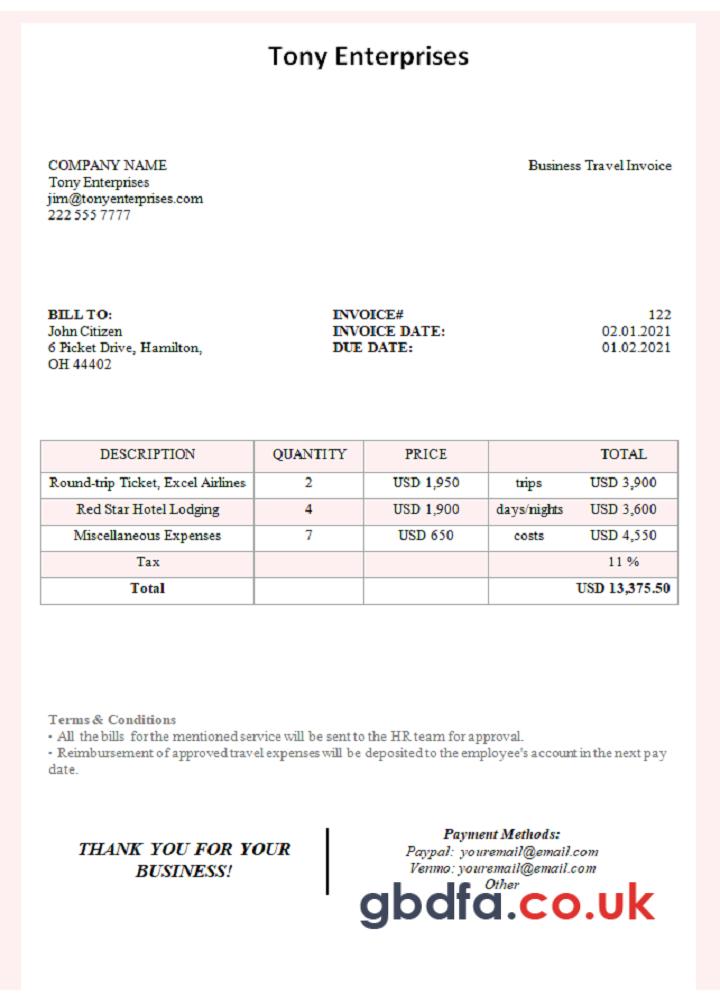 Tony Enterprises
COMPANY NAME
Tony Enterprises
jim@tonyenterprises.com
222 555 7777
Business Travel Invoice
BILL TO:
John Citizen
6 Picket Drive, Hamilton,
OH 44402
INVOICE# 122
INVOICE DATE: 02.01.2021
DUE DATE: 01.02.2021
DESCRIPTION QUANTITY PRICE TOTAL
Round-trip Ticket, Excel Airlines 2 USD 1,950 trips USD 3,900
Red Star Hotel Lodging 4 USD 1,900 days/nights USD 3,600
Miscellaneous Expenses 7 USD 650 costs USD 4,550
Tax 11 %
Total USD 13,375.50
Terms & Conditions
• All the bills for the mentioned service will be sent to the HR team for approval.
• Reimbursement of approved travel expenses will be deposited to the employee's account in the next pay
date.
THANK YOU FOR YOUR
BUSINESS!
Payment Methods:
Paypal: youremail@email.com
Venmo: youremail@email.com
Other
gbdfa.co.uk